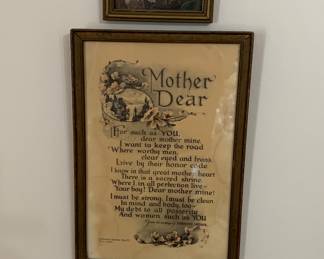 Mother
Dear
For such as YOU,
dear mother mine
I want to keep the road
Where worthy men,
clear eyed and frank
Live by their honor code
I know in that great mother heart
There is a sacred shrine
Where I in all perfection live—
Your boy! Dear mother mine!
I must be strong, I must be clean
In mind and body, too—
My debt to all posterity
And women such as YOU